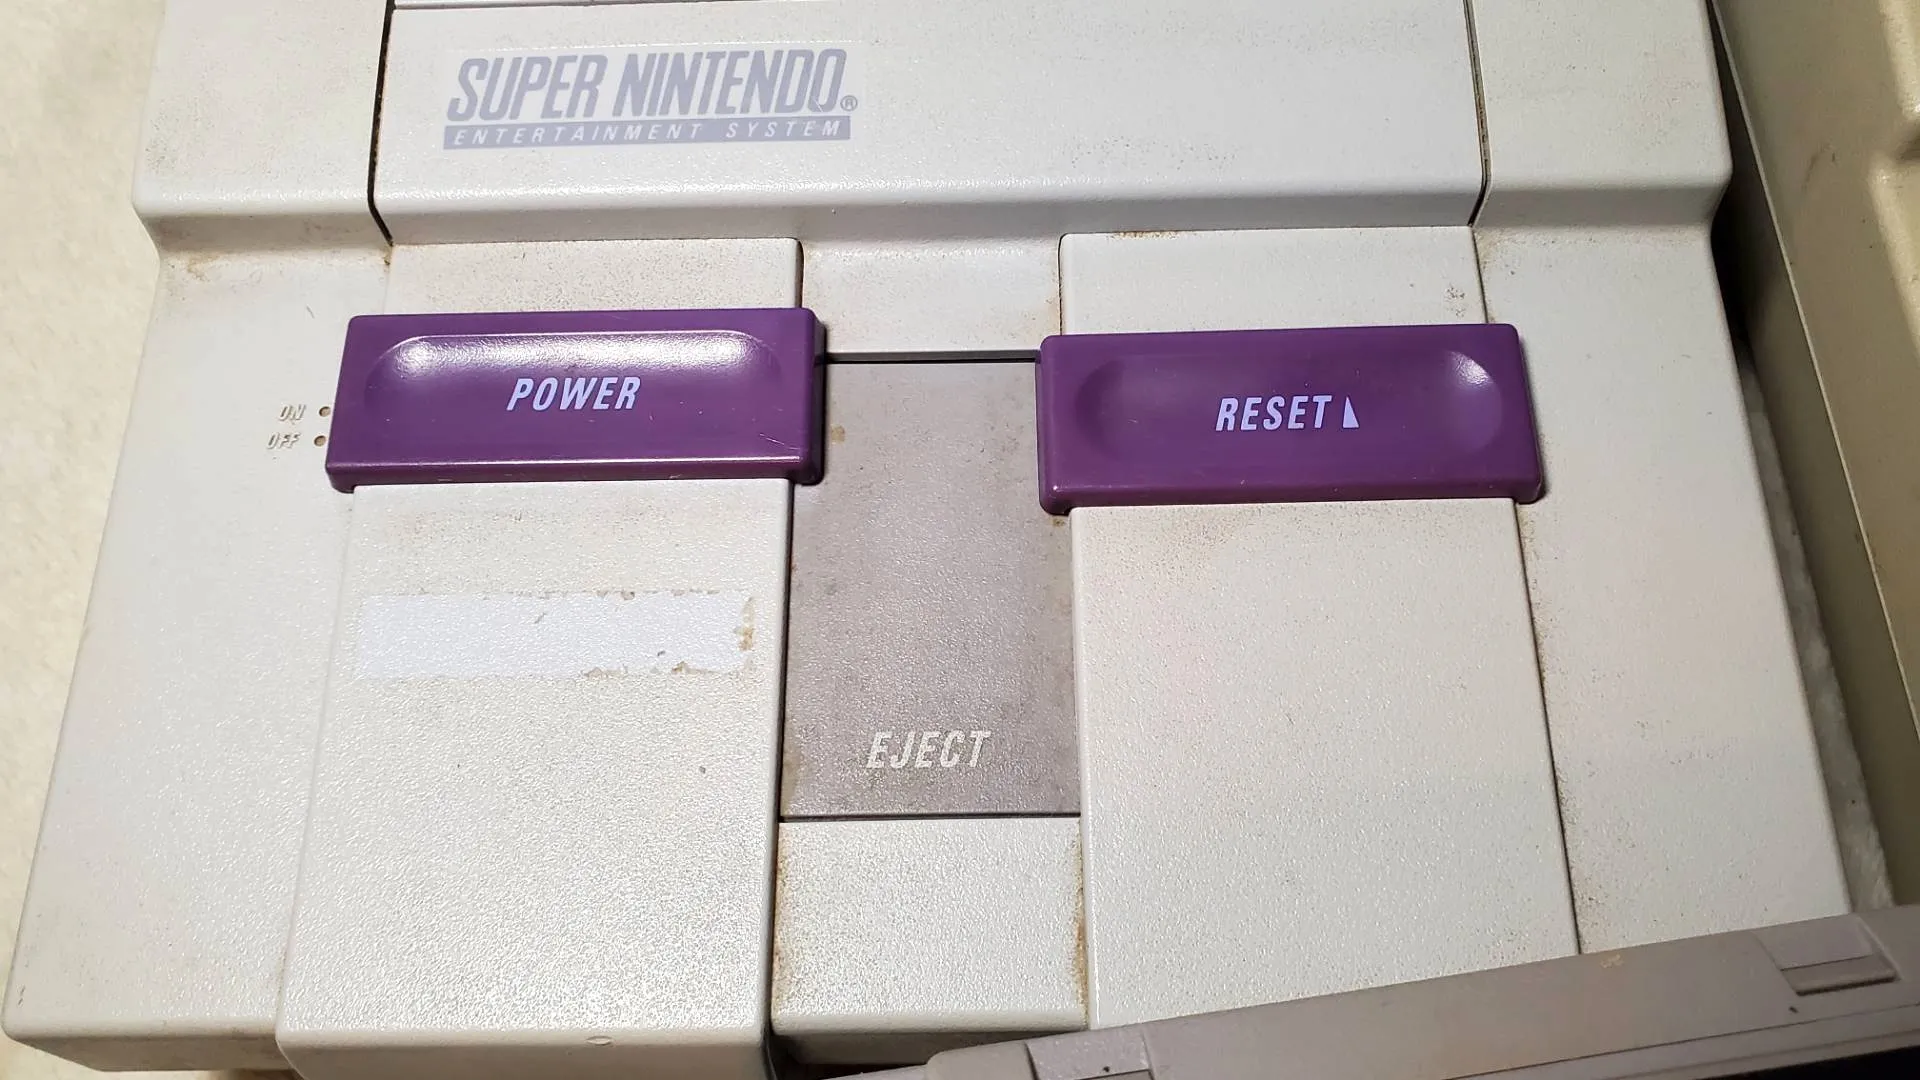 SUPER NINTENDO®
ENTERTAINMENT SYSTEM
ON
OFF
POWER
RESET
EJECT